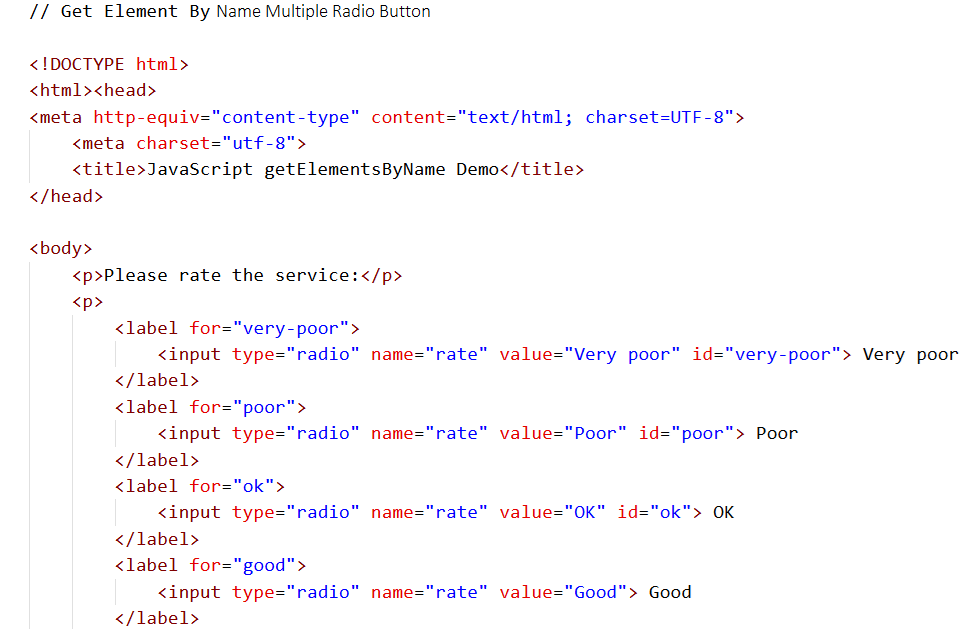 // Get Element By Name Multiple Radio Button
<!DOCTYPE html>
<html><head>
<meta http-equiv="content-type" content="text/html; charset=UTF-8">
<meta charset="utf-8">
<title>JavaScript getElementsByName Demo</title>
</head>
<body>
<p>Please rate the service:</p>
<p>
<label for="very-poor">
<input type="radio" name="rate" value="Very poor" id="very-poor"> Very poor
</label>
<label for="poor">
<input type="radio" name="rate" value="Poor" id="poor"> Poor
</label>
<label for="ok">
<input type="radio" name="rate" value="OK" id="ok"> OK
</label>
<label for="good">
<input type="radio" name="rate" value="Good"> Good
</label>